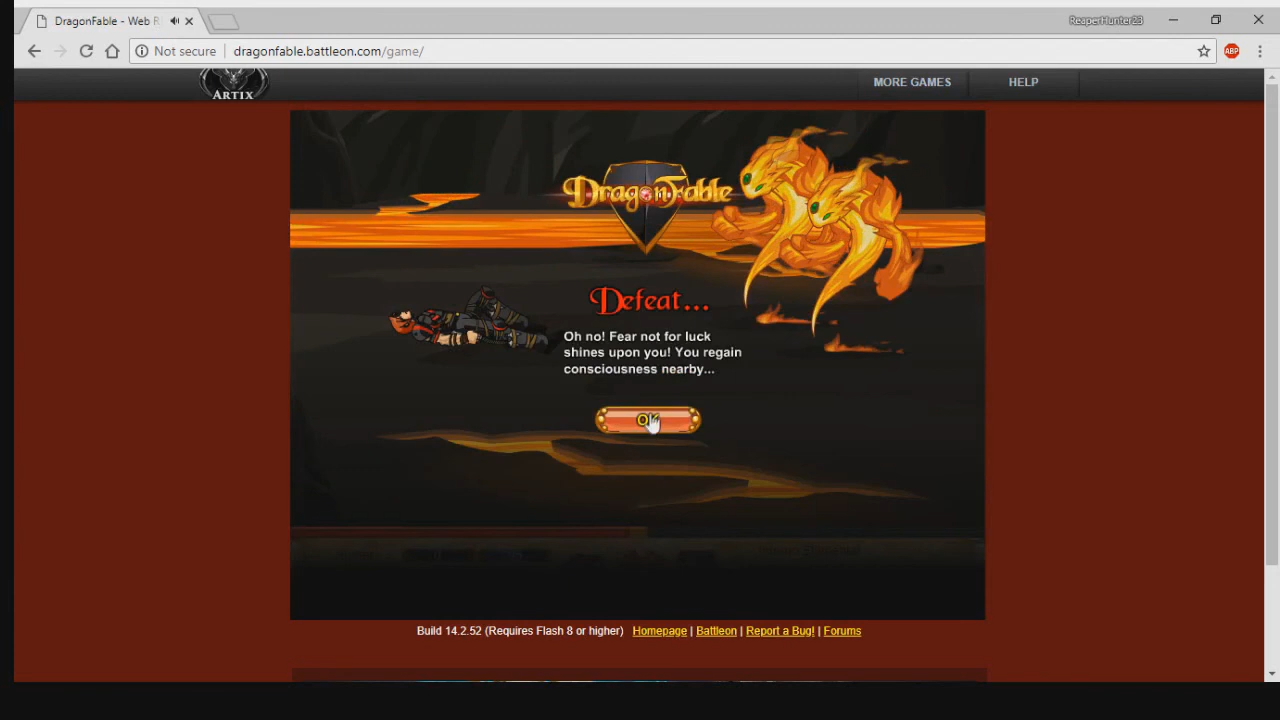 DragonFable - Web R
ReaperHunter23
Not secure
dragonfable.battleon.com/game/
ABP
ARTIX
MORE GAMES
HELP
DragonFable
Defeat...
Oh no! Fear not for luck
shines upon you! You regain
consciousness nearby...
OK
Build 14.2.52 (Requires Flash 8 or higher) Homepage | Battleon | Report a Bug! | Forums